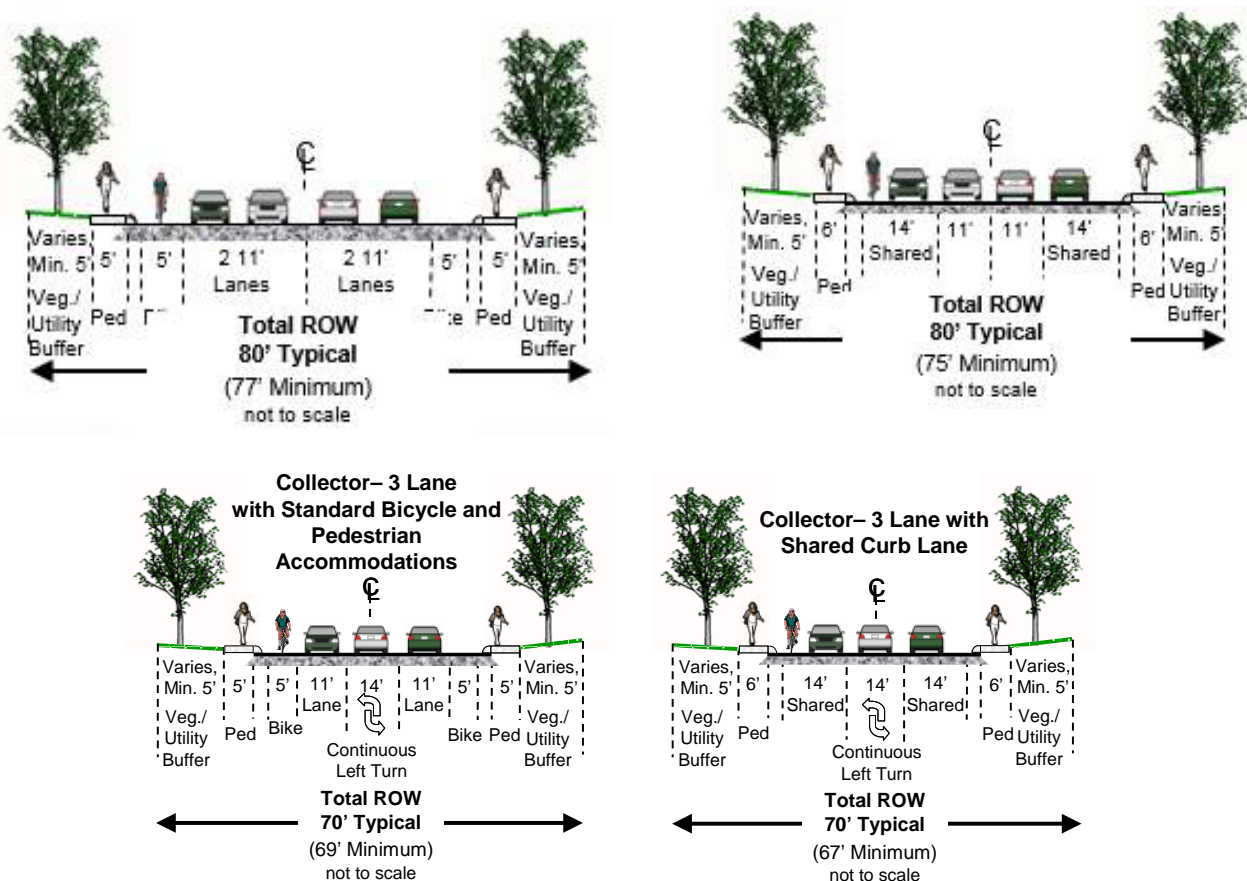 ℄
Varies, Min. 5' Veg./ Utility Buffer
5' Ped
5'
2 11' Lanes
2 11' Lanes
5'
5' Ped
Varies, Min. 5' Veg./ Utility Buffer
Total ROW
80' Typical
(77' Minimum)
not to scale
℄
Varies, Min. 5' Veg./ Utility Buffer
6' Ped
14' Shared
11'
11'
14' Shared
6' Ped
Varies, Min. 5' Veg./ Utility Buffer
Total ROW
80' Typical
(75' Minimum)
not to scale
Collector– 3 Lane
with Standard Bicycle and
Pedestrian
Accommodations
℄
Varies, Min. 5' Veg./ Utility Buffer
5' Ped
5' Bike
11' Lane
14'
Continuous
Left Turn
11' Lane
5' Bike
5' Ped
Varies, Min. 5' Veg./ Utility Buffer
Total ROW
70' Typical
(69' Minimum)
not to scale
Collector– 3 Lane with
Shared Curb Lane
℄
Varies, Min. 5' Veg./ Utility Buffer
6' Ped
14' Shared
14'
Continuous
Left Turn
14' Shared
6' Ped
Varies, Min. 5' Veg./ Utility Buffer
Total ROW
70' Typical
(67' Minimum)
not to scale